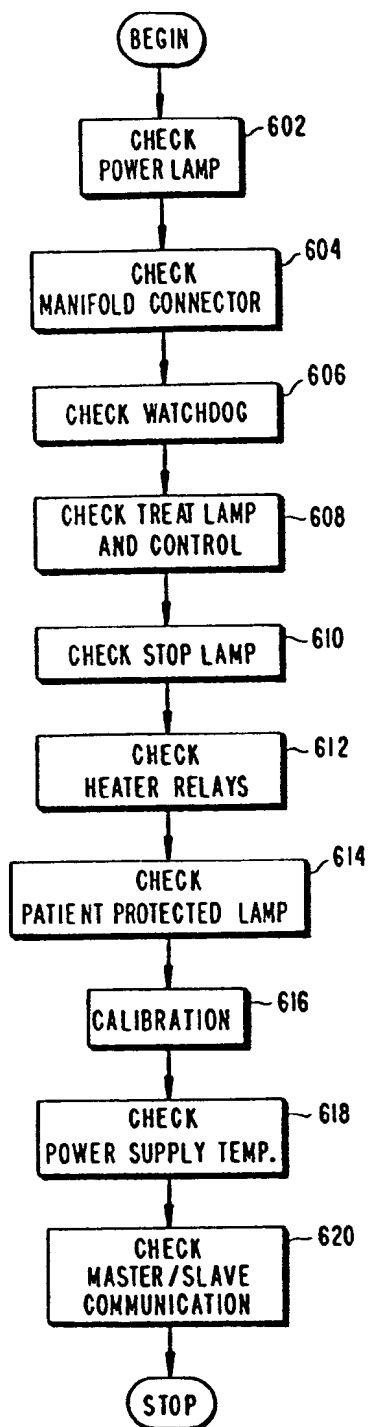 BEGIN
CHECK
POWER LAMP
602
CHECK
MANIFOLD CONNECTOR
604
CHECK WATCHDOG
606
CHECK TREAT LAMP
AND CONTROL
608
CHECK STOP LAMP
610
CHECK
HEATER RELAYS
612
CHECK
PATIENT PROTECTED LAMP
614
CALIBRATION
616
CHECK
POWER SUPPLY TEMP.
618
CHECK
MASTER/SLAVE
COMMUNICATION
620
STOP